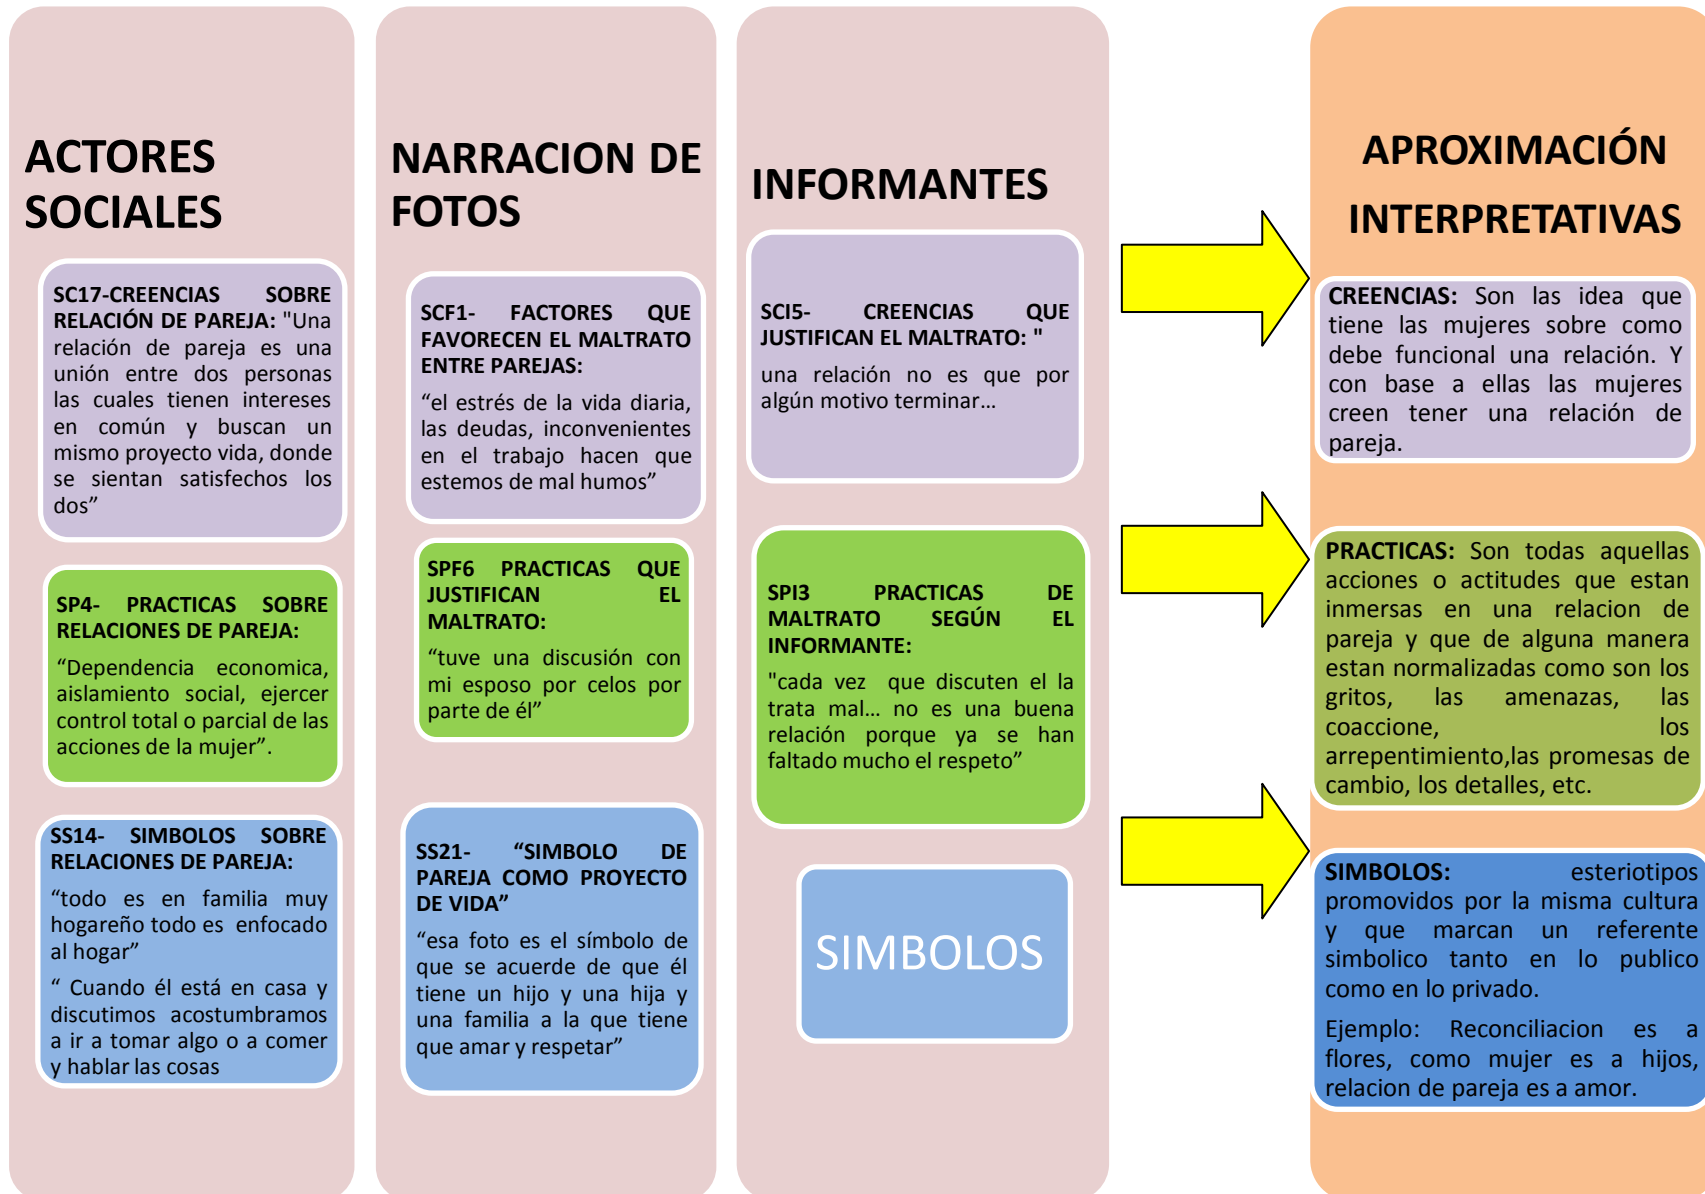 ACTORES
SOCIALES
SC17-CREENCIAS SOBRE
RELACIÓN DE PAREJA: "Una
relación de pareja es una
unión entre dos personas
las cuales tienen intereses
en común y buscan un
mismo proyecto vida, donde
se sientan satisfechos los
dos”
SP4- PRACTICAS SOBRE
RELACIONES DE PAREJA:
“Dependencia economica,
aislamiento social, ejercer
control total o parcial de las
acciones de la mujer”.
SS14- SIMBOLOS SOBRE
RELACIONES DE PAREJA:
“todo es en familia muy
hogareño todo es enfocado
al hogar”
“ Cuando él está en casa y
discutimos acostumbramos
a ir a tomar algo o a comer
y hablar las cosas
NARRACION DE
FOTOS
SCF1- FACTORES QUE
FAVORECEN EL MALTRATO
ENTRE PAREJAS:
“el estrés de la vida diaria,
las deudas, inconvenientes
en el trabajo hacen que
estemos de mal humos”
SPF6 PRACTICAS QUE
JUSTIFICAN EL
MALTRATO:
“tuve una discusión con
mi esposo por celos por
parte de él”
SS21- “SIMBOLO DE
PAREJA COMO PROYECTO
DE VIDA”
“esa foto es el símbolo de
que se acuerde de que él
tiene un hijo y una hija y
una familia a la que tiene
que amar y respetar”
INFORMANTES
SCI5- CREENCIAS QUE
JUSTIFICAN EL MALTRATO: "
una relación no es que por
algún motivo terminar...
SPI3 PRACTICAS DE
MALTRATO SEGÚN EL
INFORMANTE:
"cada vez que discuten el la
trata mal... no es una buena
relación porque ya se han
faltado mucho el respeto”
SIMBOLOS
APROXIMACIÓN
INTERPRETATIVAS
CREENCIAS: Son las idea que
tiene las mujeres sobre como
debe funcional una relación. Y
con base a ellas las mujeres
creen tener una relación de
pareja.
PRACTICAS: Son todas aquellas
acciones o actitudes que estan
inmersas en una relacion de
pareja y que de alguna manera
estan normalizadas como son los
gritos, las amenazas, las
coaccione, los
arrepentimiento,las promesas de
cambio, los detalles, etc.
SIMBOLOS: esteriotipos
promovidos por la misma cultura
y que marcan un referente
simbolico tanto en lo publico
como en lo privado.
Ejemplo: Reconciliacion es a
flores, como mujer es a hijos,
relacion de pareja es a amor.